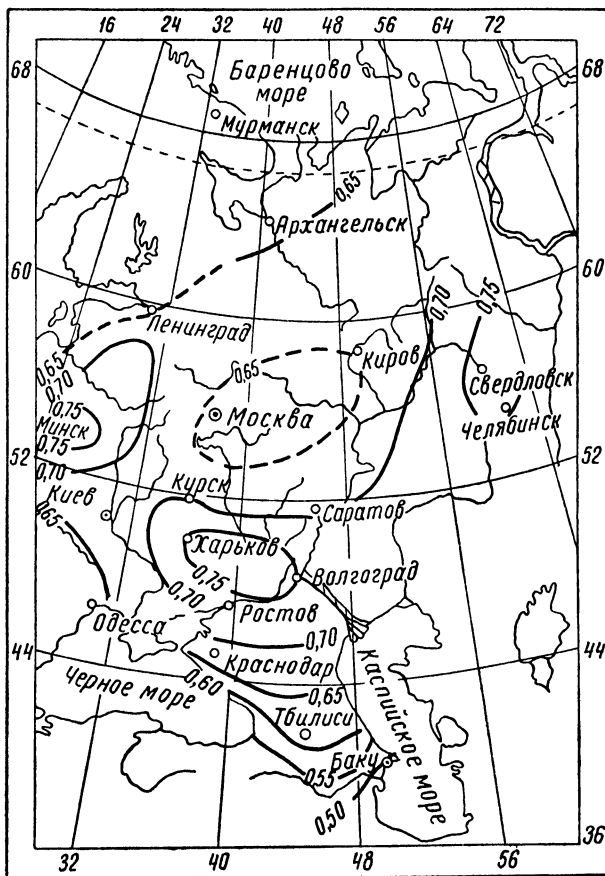 16 24 32 40 48 56 64 72
68 68
Баренцово
море
Мурманск
0,65
Архангельск
60 60
Ленинград
0,70
0,75
0,65
0,70
0,65
Киров
Свердловск
0,75
Минск
0,75
Москва
Челябинск
52 52
0,70
Курск
Киев
Саратов
0,65
Харьков
0,75
Волгоград
0,70
Ростов
Одесса
0,70
44 44
Краснодар
Каспийское море
Черное море
0,60
0,65
Тбилиси
Баку
0,55
0,50
36
32 40 48 56